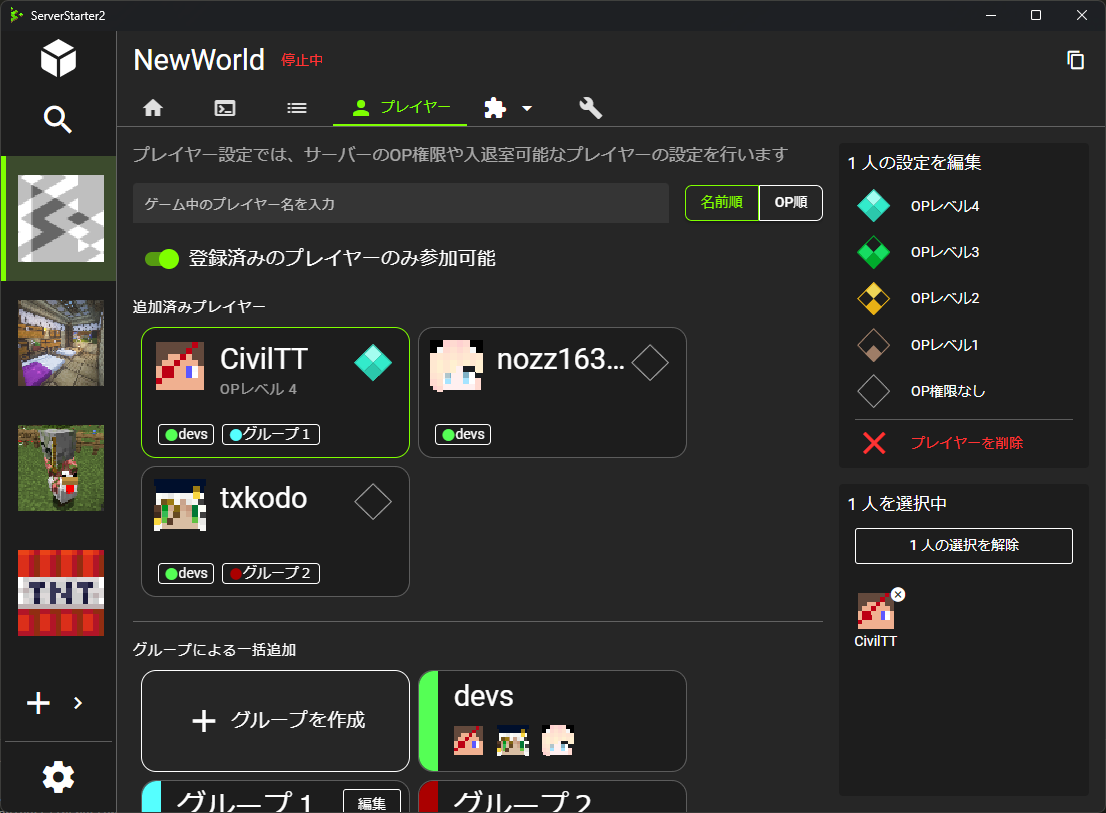 ServerStarter2
NewWorld 停止中
プレイヤー
プレイヤー設定では、サーバーのOP権限や入退室可能なプレイヤーの設定を行います
ゲーム中のプレイヤー名を入力
名前順 OP順
登録済みのプレイヤーのみ参加可能
追加済みプレイヤー
CivilTT
OPレベル 4
devs グループ 1
nozz163...
devs
txkodo
devs グループ 2
グループによる一括追加
グループを作成
devs
グループ 1 編集
グループ 2
1 人の設定を編集
OPレベル4
OPレベル3
OPレベル2
OPレベル1
OP権限なし
プレイヤーを削除
1 人を選択中
1 人の選択を解除
CivilTT
TNT